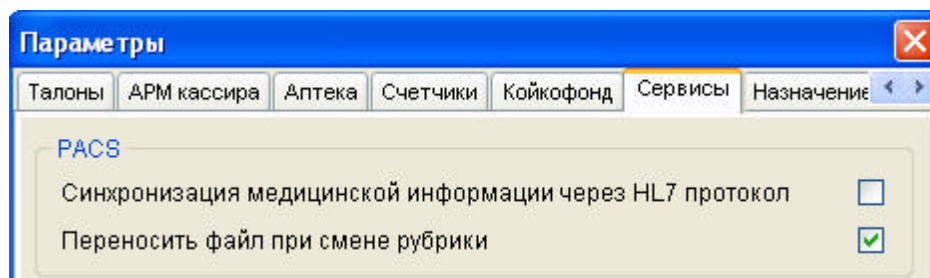 Параметры
Талоны АРМ кассира Аптека Счетчики Койкофонд Сервисы Назначение
PACS
Синхронизация медицинской информации через HL7 протокол
Переносить файл при смене рубрики